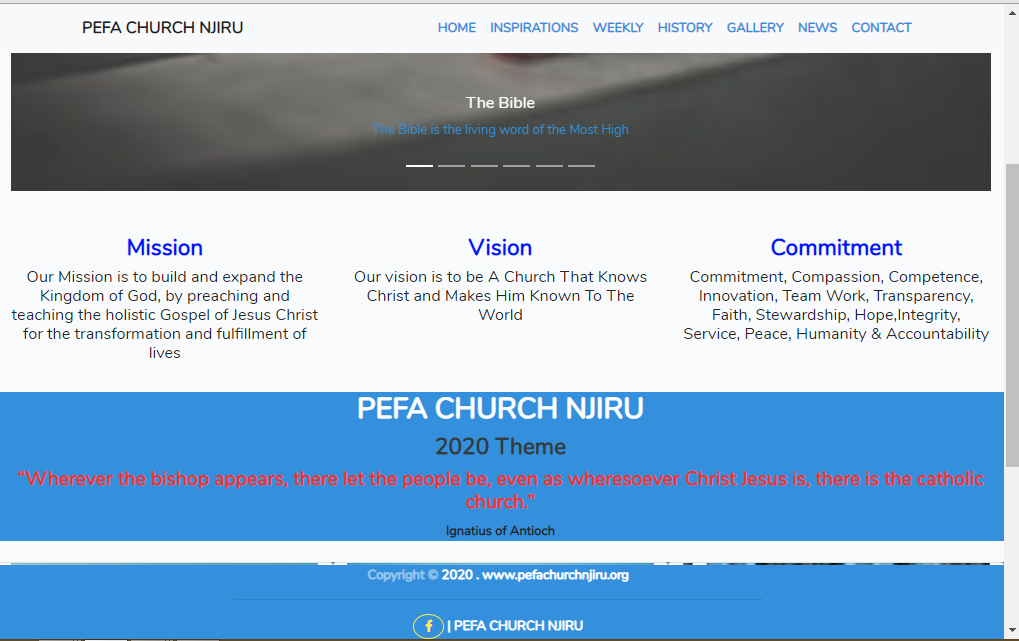 PEFA CHURCH NJIRU
HOME INSPIRATIONS WEEKLY HISTORY GALLERY NEWS CONTACT
The Bible
The Bible is the living word of the Most High
Mission
Our Mission is to build and expand the
Kingdom of God, by preaching and
teaching the holistic Gospel of Jesus Christ
for the transformation and fulfillment of
lives
Vision
Our vision is to be A Church That Knows
Christ and Makes Him Known To The
World
Commitment
Commitment, Compassion, Competence,
Innovation, Team Work, Transparency,
Faith, Stewardship, Hope,Integrity,
Service, Peace, Humanity & Accountability
PEFA CHURCH NJIRU
2020 Theme
“Wherever the bishop appears, there let the people be, even as wheresoever Christ Jesus is, there is the catholic
church.”
Ignatius of Antioch
Copyright © 2020 . www.pefachurchnjiru.org
f | PEFA CHURCH NJIRU